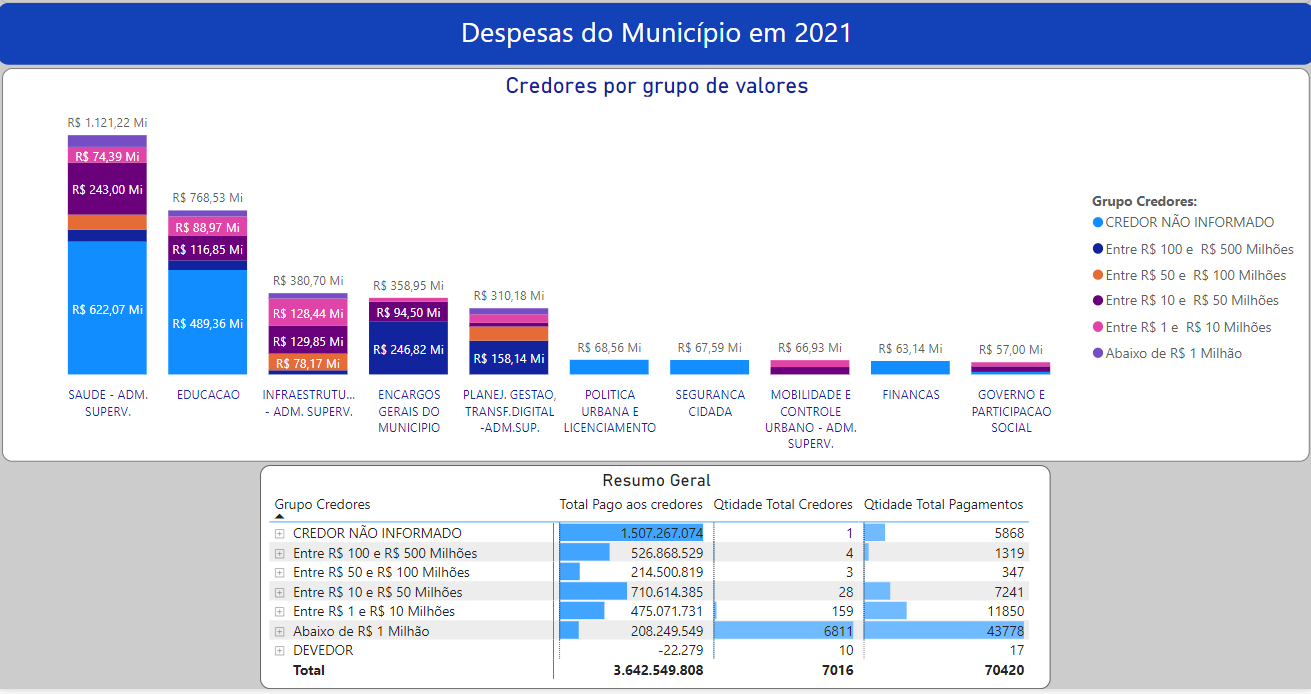 Despesas do Município em 2021
Credores por grupo de valores
R$ 1.121,22 Mi
R$ 74,39 Mi
R$ 243,00 Mi
R$ 622,07 Mi
R$ 768,53 Mi
R$ 88,97 Mi
R$ 116,85 Mi
R$ 489,36 Mi
R$ 380,70 Mi
R$ 128,44 Mi
R$ 129,85 Mi
R$ 78,17 Mi
R$ 358,95 Mi
R$ 94,50 Mi
R$ 246,82 Mi
R$ 310,18 Mi
R$ 158,14 Mi
R$ 68,56 Mi
R$ 67,59 Mi
R$ 66,93 Mi
R$ 63,14 Mi
R$ 57,00 Mi
SAUDE - ADM.
SUPERV.
EDUCACAO
INFRAESTRUTU...
- ADM. SUPERV.
ENCARGOS
GERAIS DO
MUNICIPIO
PLANEJ. GESTAO,
TRANSF.DIGITAL
-ADM.SUP.
POLITICA
URBANA E
LICENCIAMENTO
SEGURANCA
CIDADA
MOBILIDADE E
CONTROLE
URBANO - ADM.
SUPERV.
FINANCAS
GOVERNO E
PARTICIPACAO
SOCIAL
Grupo Credores:
CREDOR NÃO INFORMADO
Entre R$ 100 e R$ 500 Milhões
Entre R$ 50 e R$ 100 Milhões
Entre R$ 10 e R$ 50 Milhões
Entre R$ 1 e R$ 10 Milhões
Abaixo de R$ 1 Milhão
Resumo Geral
Grupo Credores Total Pago aos credores Qtidade Total Credores Qtidade Total Pagamentos
CREDOR NÃO INFORMADO 1.507.267.074 1 5868
Entre R$ 100 e R$ 500 Milhões 526.868.529 4 1319
Entre R$ 50 e R$ 100 Milhões 214.500.819 3 347
Entre R$ 10 e R$ 50 Milhões 710.614.385 28 7241
Entre R$ 1 e R$ 10 Milhões 475.071.731 159 11850
Abaixo de R$ 1 Milhão 208.249.549 6811 43778
DEVEDOR -22.279 10 17
Total 3.642.549.808 7016 70420